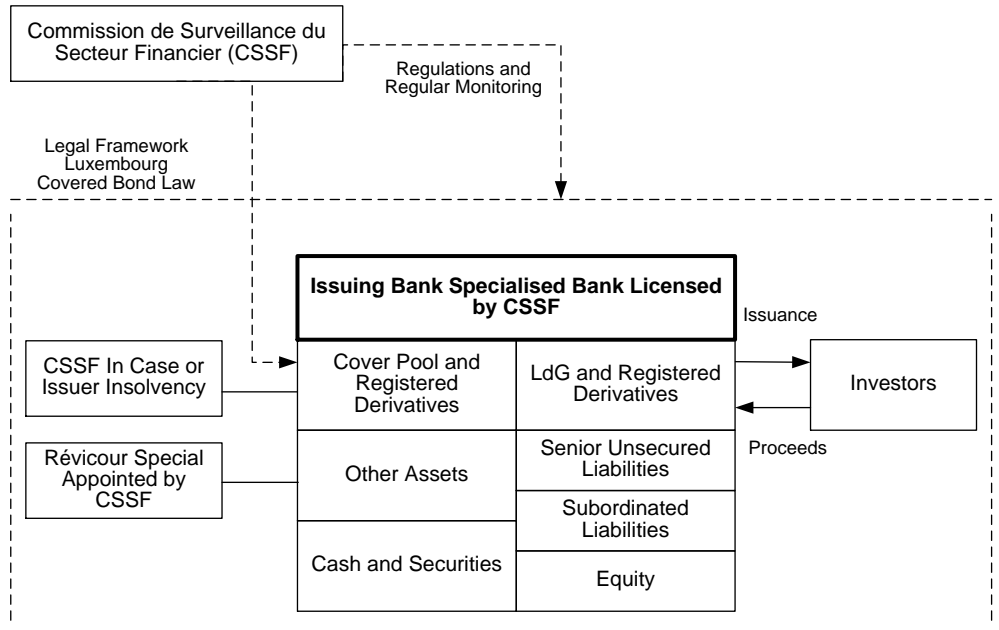 Commission de Surveillance du
Secteur Financier (CSSF)
Regulations and
Regular Monitoring
Legal Framework
Luxembourg
Covered Bond Law
Issuing Bank Specialised Bank Licensed
by CSSF
Issuance
CSSF In Case or
Issuer Insolvency
Cover Pool and
Registered
Derivatives
LdG and Registered
Derivatives
Investors
Proceeds
Révicour Special
Appointed by
CSSF
Other Assets
Senior Unsecured
Liabilities
Subordinated
Liabilities
Cash and Securities
Equity